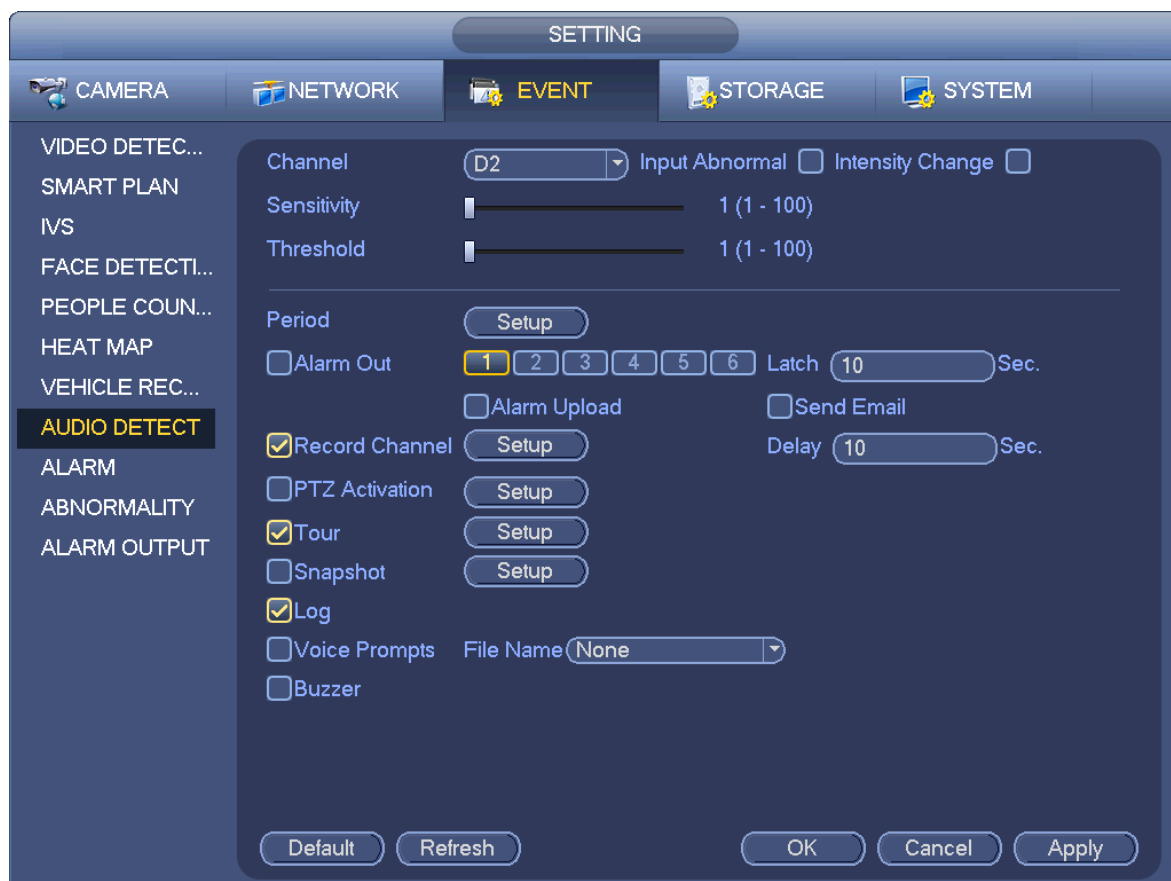 SETTING
CAMERA NETWORK EVENT STORAGE SYSTEM
VIDEO DETEC...
SMART PLAN
IVS
FACE DETECTI...
PEOPLE COUN...
HEAT MAP
VEHICLE REC...
AUDIO DETECT
ALARM
ABNORMALITY
ALARM OUTPUT
Channel D2 Input Abnormal Intensity Change
Sensitivity 1 (1 - 100)
Threshold 1 (1 - 100)
Period Setup
Alarm Out 1 2 3 4 5 6 Latch 10 Sec.
Alarm Upload Send Email
Record Channel Setup Delay 10 Sec.
PTZ Activation Setup
Tour Setup
Snapshot Setup
Log
Voice Prompts File Name None
Buzzer
Default Refresh OK Cancel Apply